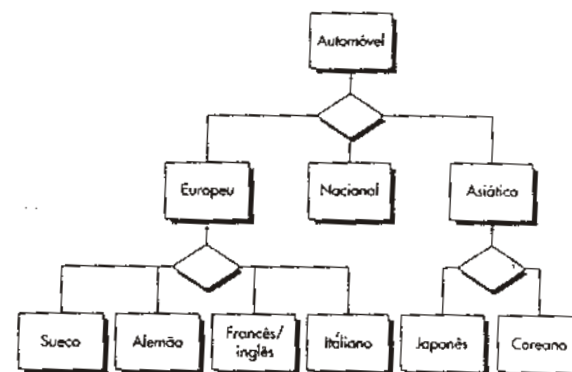 Automóvel
Europeu
Nacional
Asiático
Sueco
Alemão
Francês/
inglês
Italiano
Japonês
Coreano